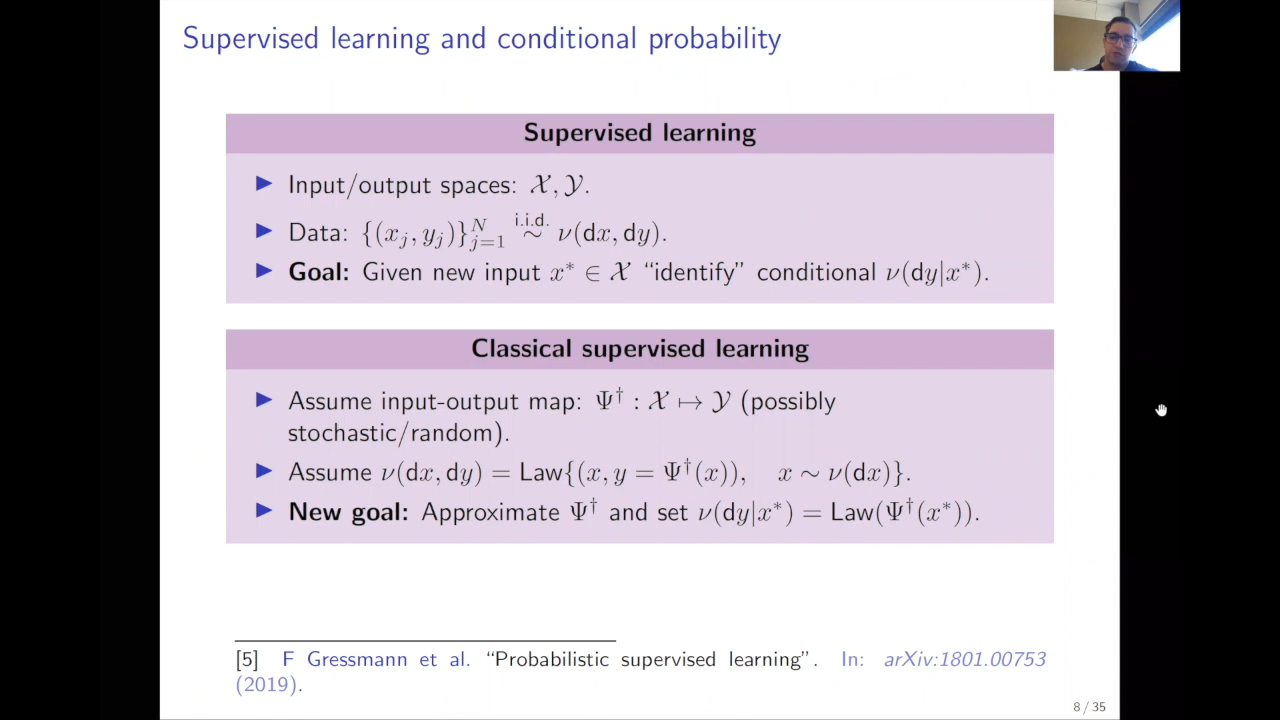 Supervised learning and conditional probability
Supervised learning
▶ Input/output spaces: 𝒳, 𝒴.
▶ Data: {(x_j, y_j)}_{j=1}^N i.i.d. ∼ ν(dx, dy).
▶ Goal: Given new input x* ∈ 𝒳 “identify” conditional ν(dy|x*).
Classical supervised learning
▶ Assume input-output map: Ψ† : 𝒳 ↦ 𝒴 (possibly
stochastic/random).
▶ Assume ν(dx, dy) = Law{(x, y = Ψ†(x)), x ∼ ν(dx)}.
▶ New goal: Approximate Ψ† and set ν(dy|x*) = Law(Ψ†(x*)).
[5] F Gressmann et al. “Probabilistic supervised learning”. In: arXiv:1801.00753
(2019).
8 / 35